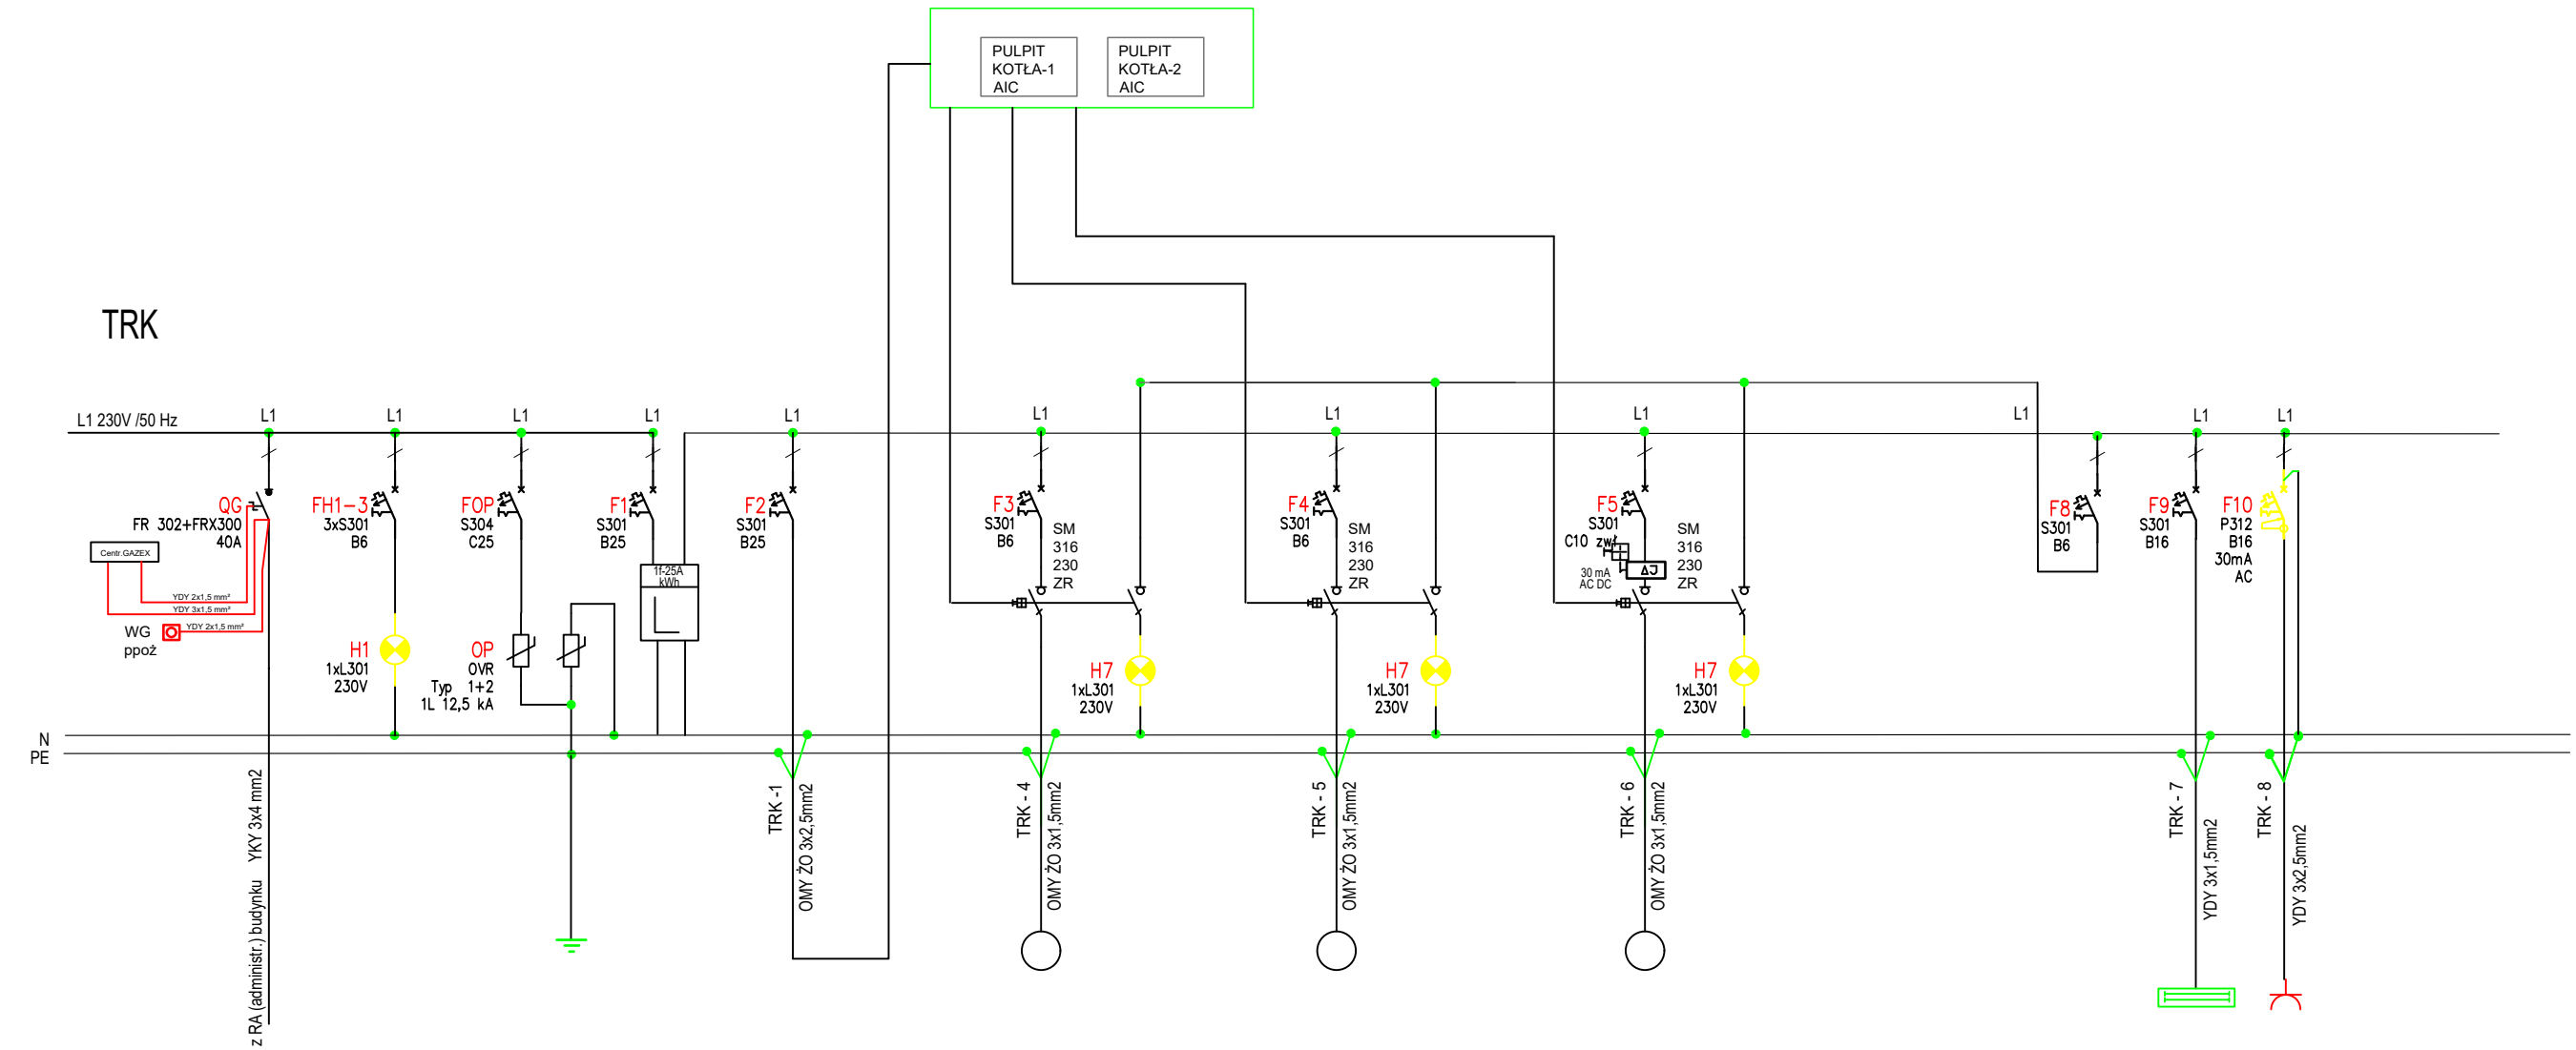 PULPIT
KOTŁA-1
AIC
PULPIT
KOTŁA-2
AIC
TRK
L1 230V /50 Hz
L1
L1
L1
L1
L1
L1
L1
L1
L1
L1
L1
QG
FR 302+FRX300
40A
Centr.GAZEX
YDY 2x1,5 mm²
YDY 3x1,5 mm²
YDY 2x1,5 mm²
WG
ppoż
FH1-3
3xS301
B6
H1
1xL301
230V
FOP
S304
C25
OP
OVR
Typ 1+2
1L 12,5 kA
F1
S301
B25
1f-25A
kWh
F2
S301
B25
F3
S301
B6
SM
316
230
ZR
H7
1xL301
230V
F4
S301
B6
SM
316
230
ZR
H7
1xL301
230V
F5
S301
C10 zwł
30 mA
AC DC
ΔJ
SM
316
230
ZR
H7
1xL301
230V
F8
S301
B6
F9
S301
B16
F10
P312
B16
30mA
AC
N
PE
z RA (administr.) budynku YKY 3x4 mm2
TRK -1
OMY ŻO 3x2,5mm2
TRK - 4
OMY ŻO 3x1,5mm2
TRK - 5
OMY ŻO 3x1,5mm2
TRK - 6
OMY ŻO 3x1,5mm2
TRK - 7
YDY 3x1,5mm2
TRK - 8
YDY 3x2,5mm2